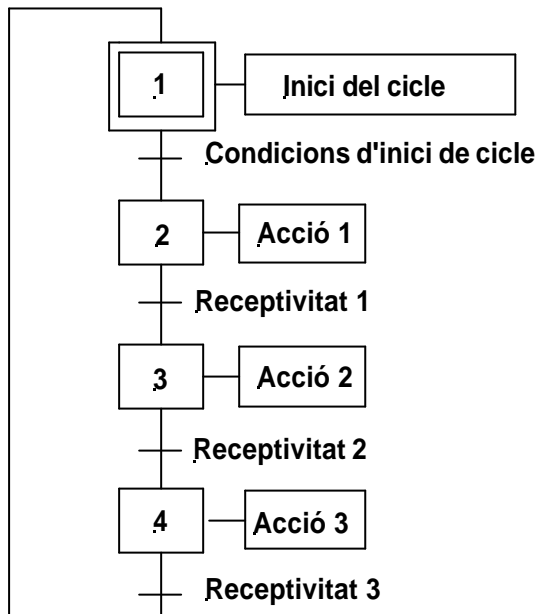 1
Inici del cicle
Condicions d'inici de cicle
2
Acció 1
Receptivitat 1
3
Acció 2
Receptivitat 2
4
Acció 3
Receptivitat 3